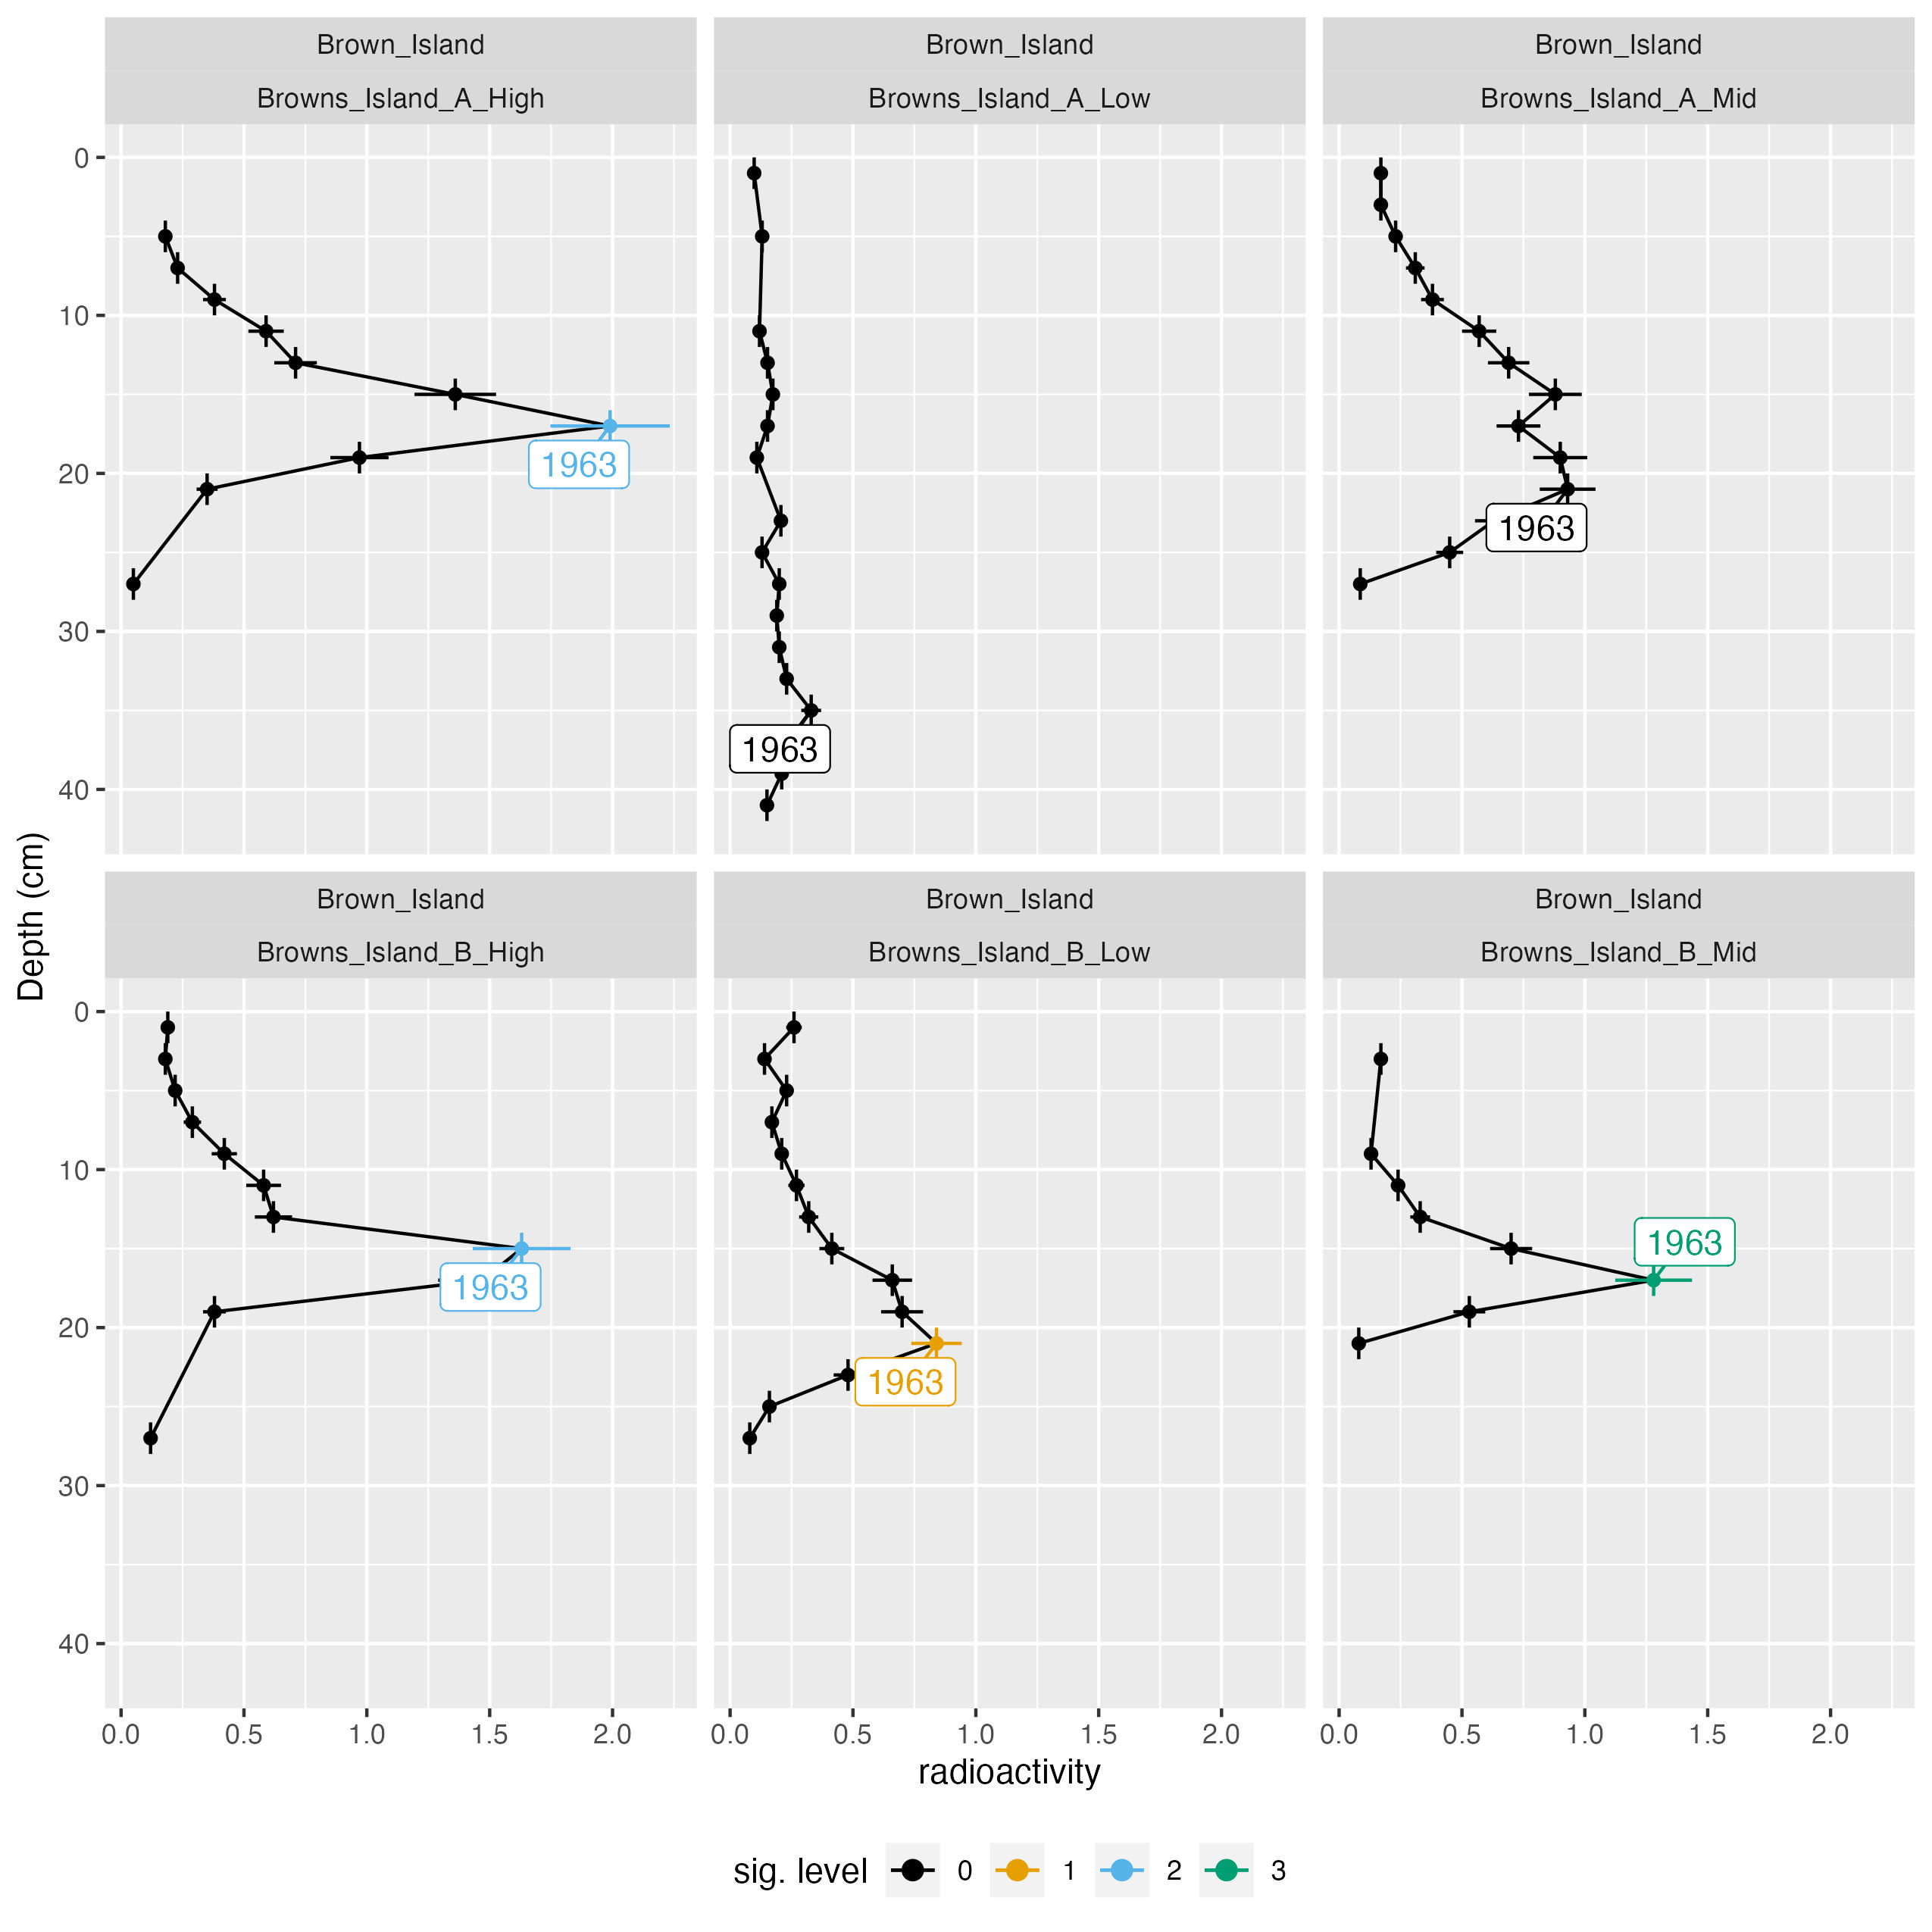 Brown_Island
Brown_Island
Brown_Island
Browns_Island_A_High
Browns_Island_A_Low
Browns_Island_A_Mid
0
10
20
30
40
1963
1963
1963
Depth (cm)
Brown_Island
Brown_Island
Brown_Island
Browns_Island_B_High
Browns_Island_B_Low
Browns_Island_B_Mid
0
10
20
30
40
1963
1963
1963
0.0 0.5 1.0 1.5 2.0
0.0 0.5 1.0 1.5 2.0
0.0 0.5 1.0 1.5 2.0
radioactivity
sig. level 0 1 2 3